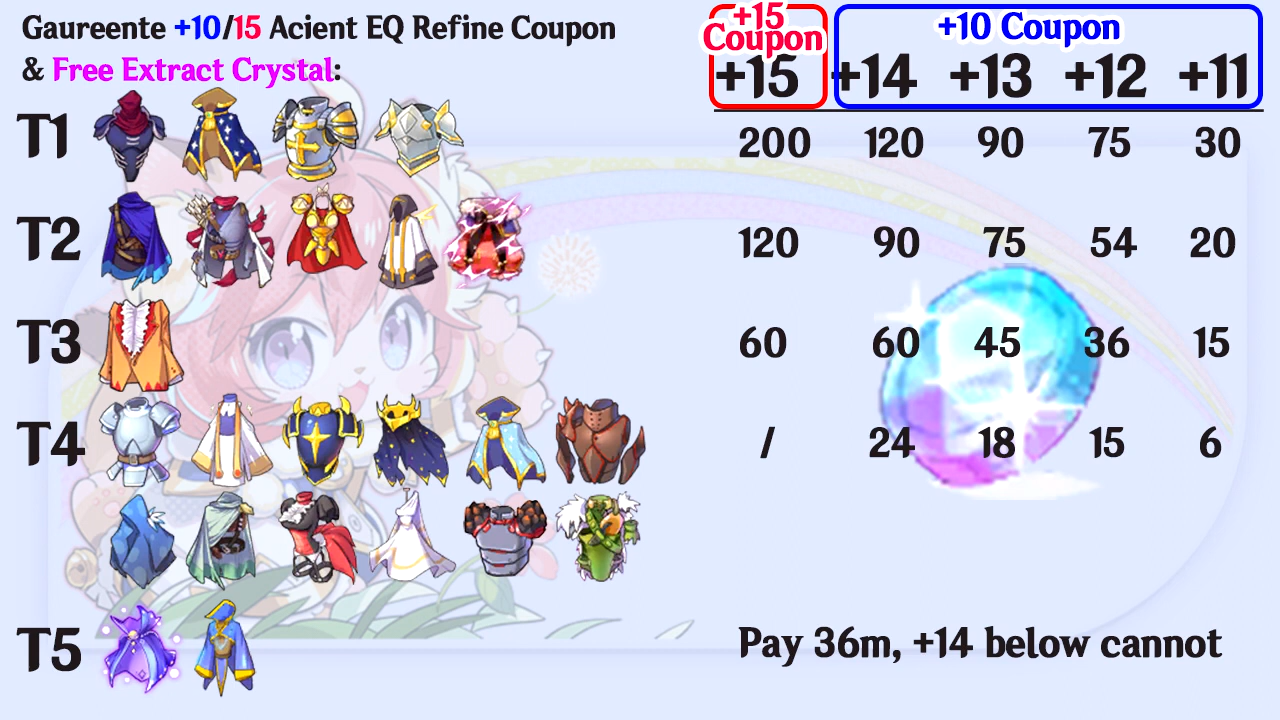 Gaureente +10/15 Acient EQ Refine Coupon
& Free Extract Crystal:
+15 Coupon
+10 Coupon
+15 +14 +13 +12 +11
T1 200 120 90 75 30
T2 120 90 75 54 20
T3 60 60 45 36 15
T4 / 24 18 15 6
T5 Pay 36m, +14 below cannot